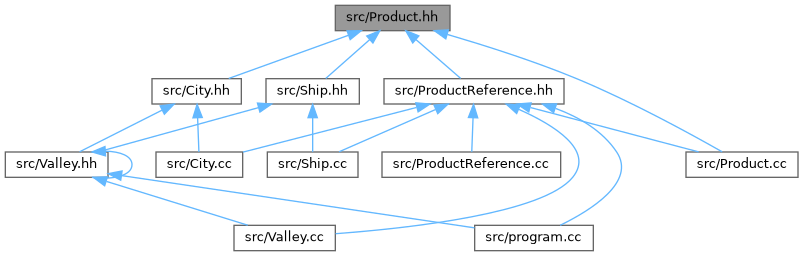 src/Product.hh
src/City.hh
src/Ship.hh
src/ProductReference.hh
src/Valley.hh
src/City.cc
src/Ship.cc
src/ProductReference.cc
src/Product.cc
src/Valley.cc
src/program.cc